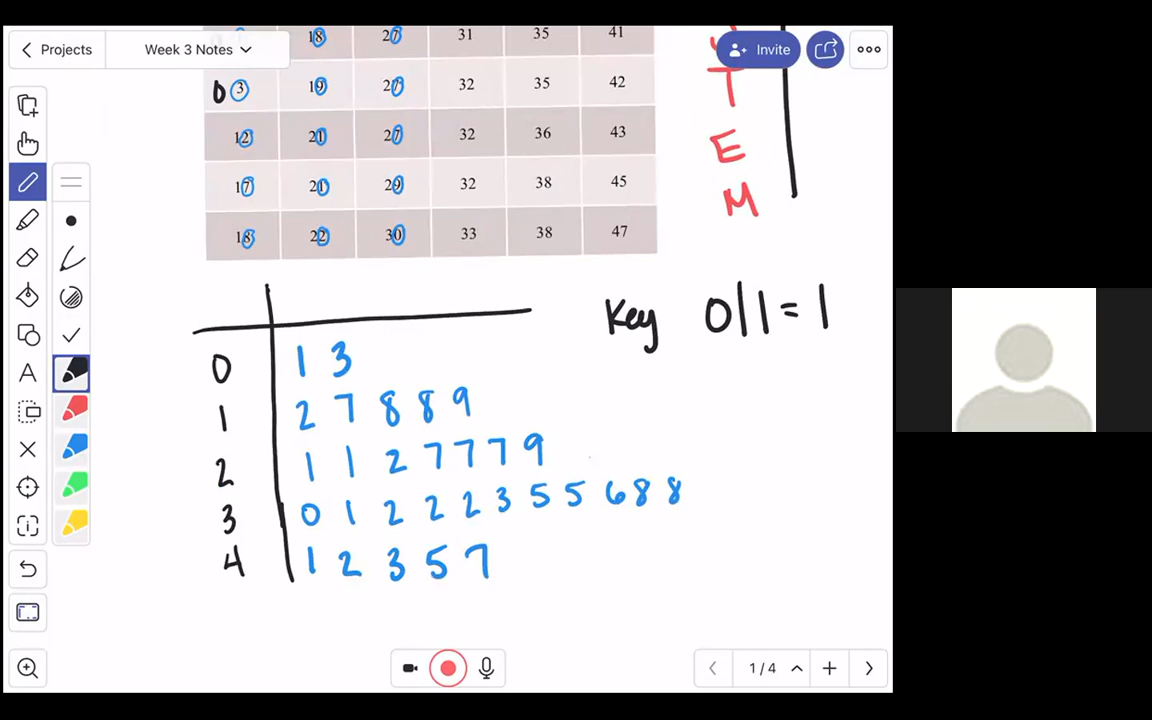 Projects Week 3 Notes Invite
18 27 31 35 41
0 3 19 27 32 35 42 T
12 21 27 32 36 43 E
17 21 29 32 38 45 M
18 22 30 33 38 47
Key 0|1 = 1
0 1 3
1 2 7 8 8 9
2 1 1 2 7 7 7 9
3 0 1 2 2 2 3 5 5 6 8 8
4 1 2 3 5 7
A
1 / 4